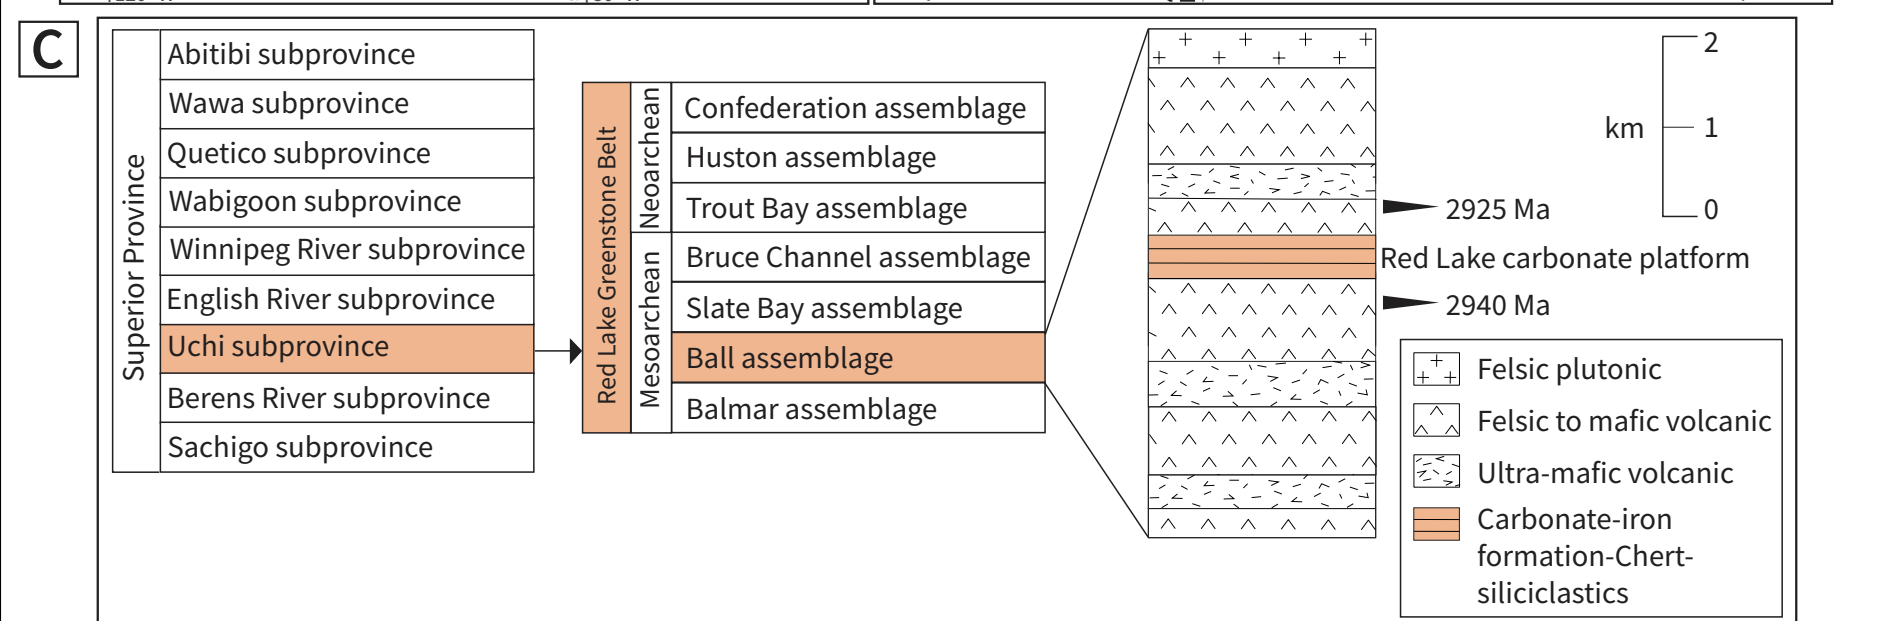 C
Superior Province
Abitibi subprovince
Wawa subprovince
Quetico subprovince
Wabigoon subprovince
Winnipeg River subprovince
English River subprovince
Uchi subprovince
Berens River subprovince
Sachigo subprovince
Red Lake Greenstone Belt
Neoarchean
Mesoarchean
Confederation assemblage
Huston assemblage
Trout Bay assemblage
Bruce Channel assemblage
Slate Bay assemblage
Ball assemblage
Balmar assemblage
2
km
1
0
2925 Ma
Red Lake carbonate platform
2940 Ma
Felsic plutonic
Felsic to mafic volcanic
Ultra-mafic volcanic
Carbonate-iron
formation-Chert-
siliciclastics